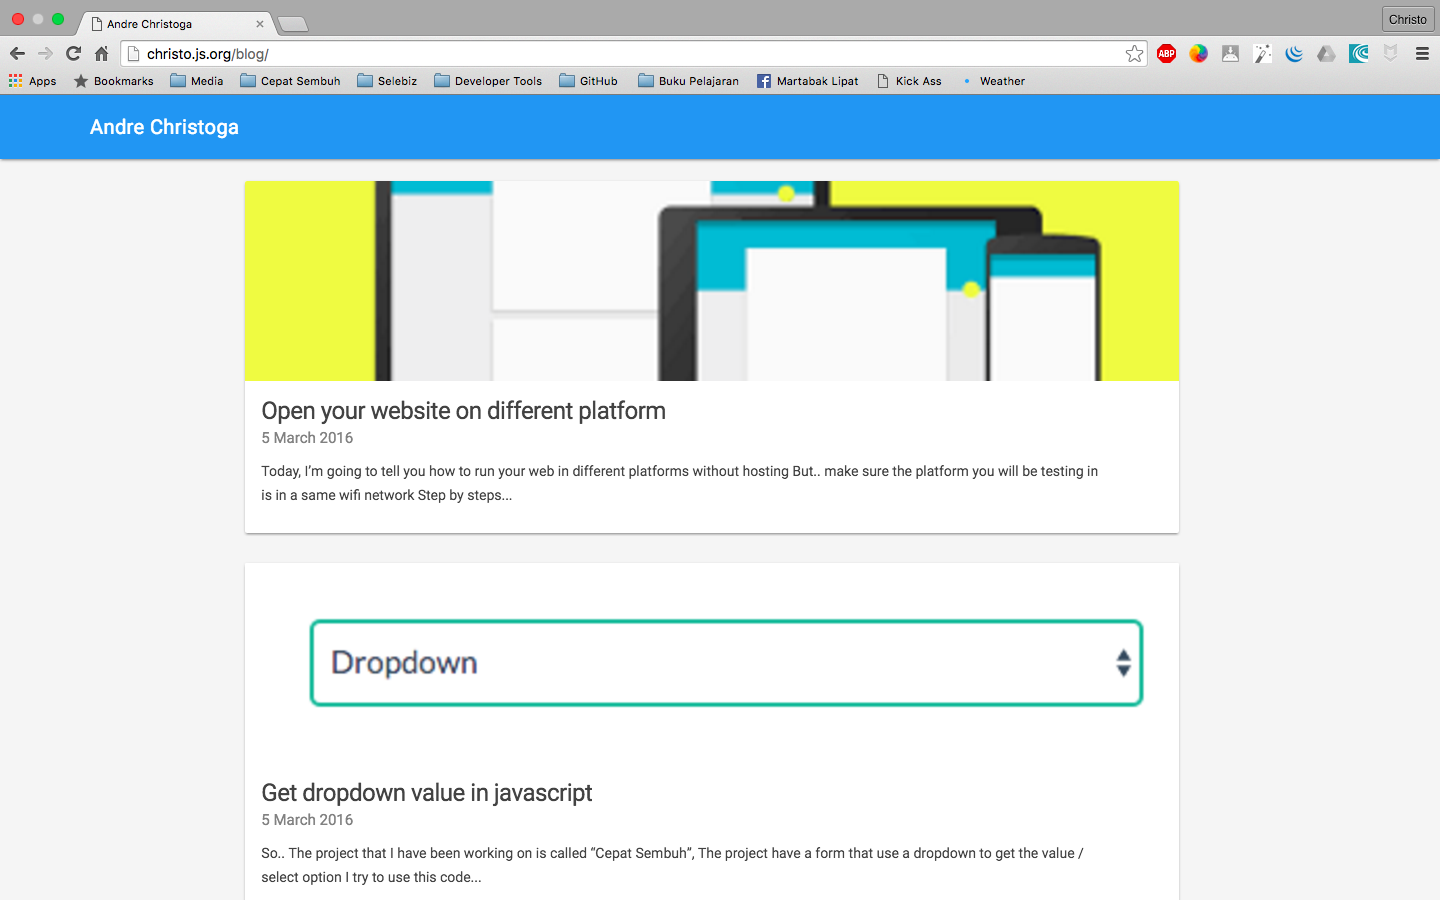 Andre Christoga
Christo
christo.js.org/blog/
ABP
Apps Bookmarks Media Cepat Sembuh Selebiz Developer Tools GitHub Buku Pelajaran Martabak Lipat Kick Ass Weather
Andre Christoga
Open your website on different platform
5 March 2016
Today, I’m going to tell you how to run your web in different platforms without hosting But.. make sure the platform you will be testing in
is in a same wifi network Step by steps...
Dropdown
Get dropdown value in javascript
5 March 2016
So.. The project that I have been working on is called “Cepat Sembuh”, The project have a form that use a dropdown to get the value /
select option I try to use this code...